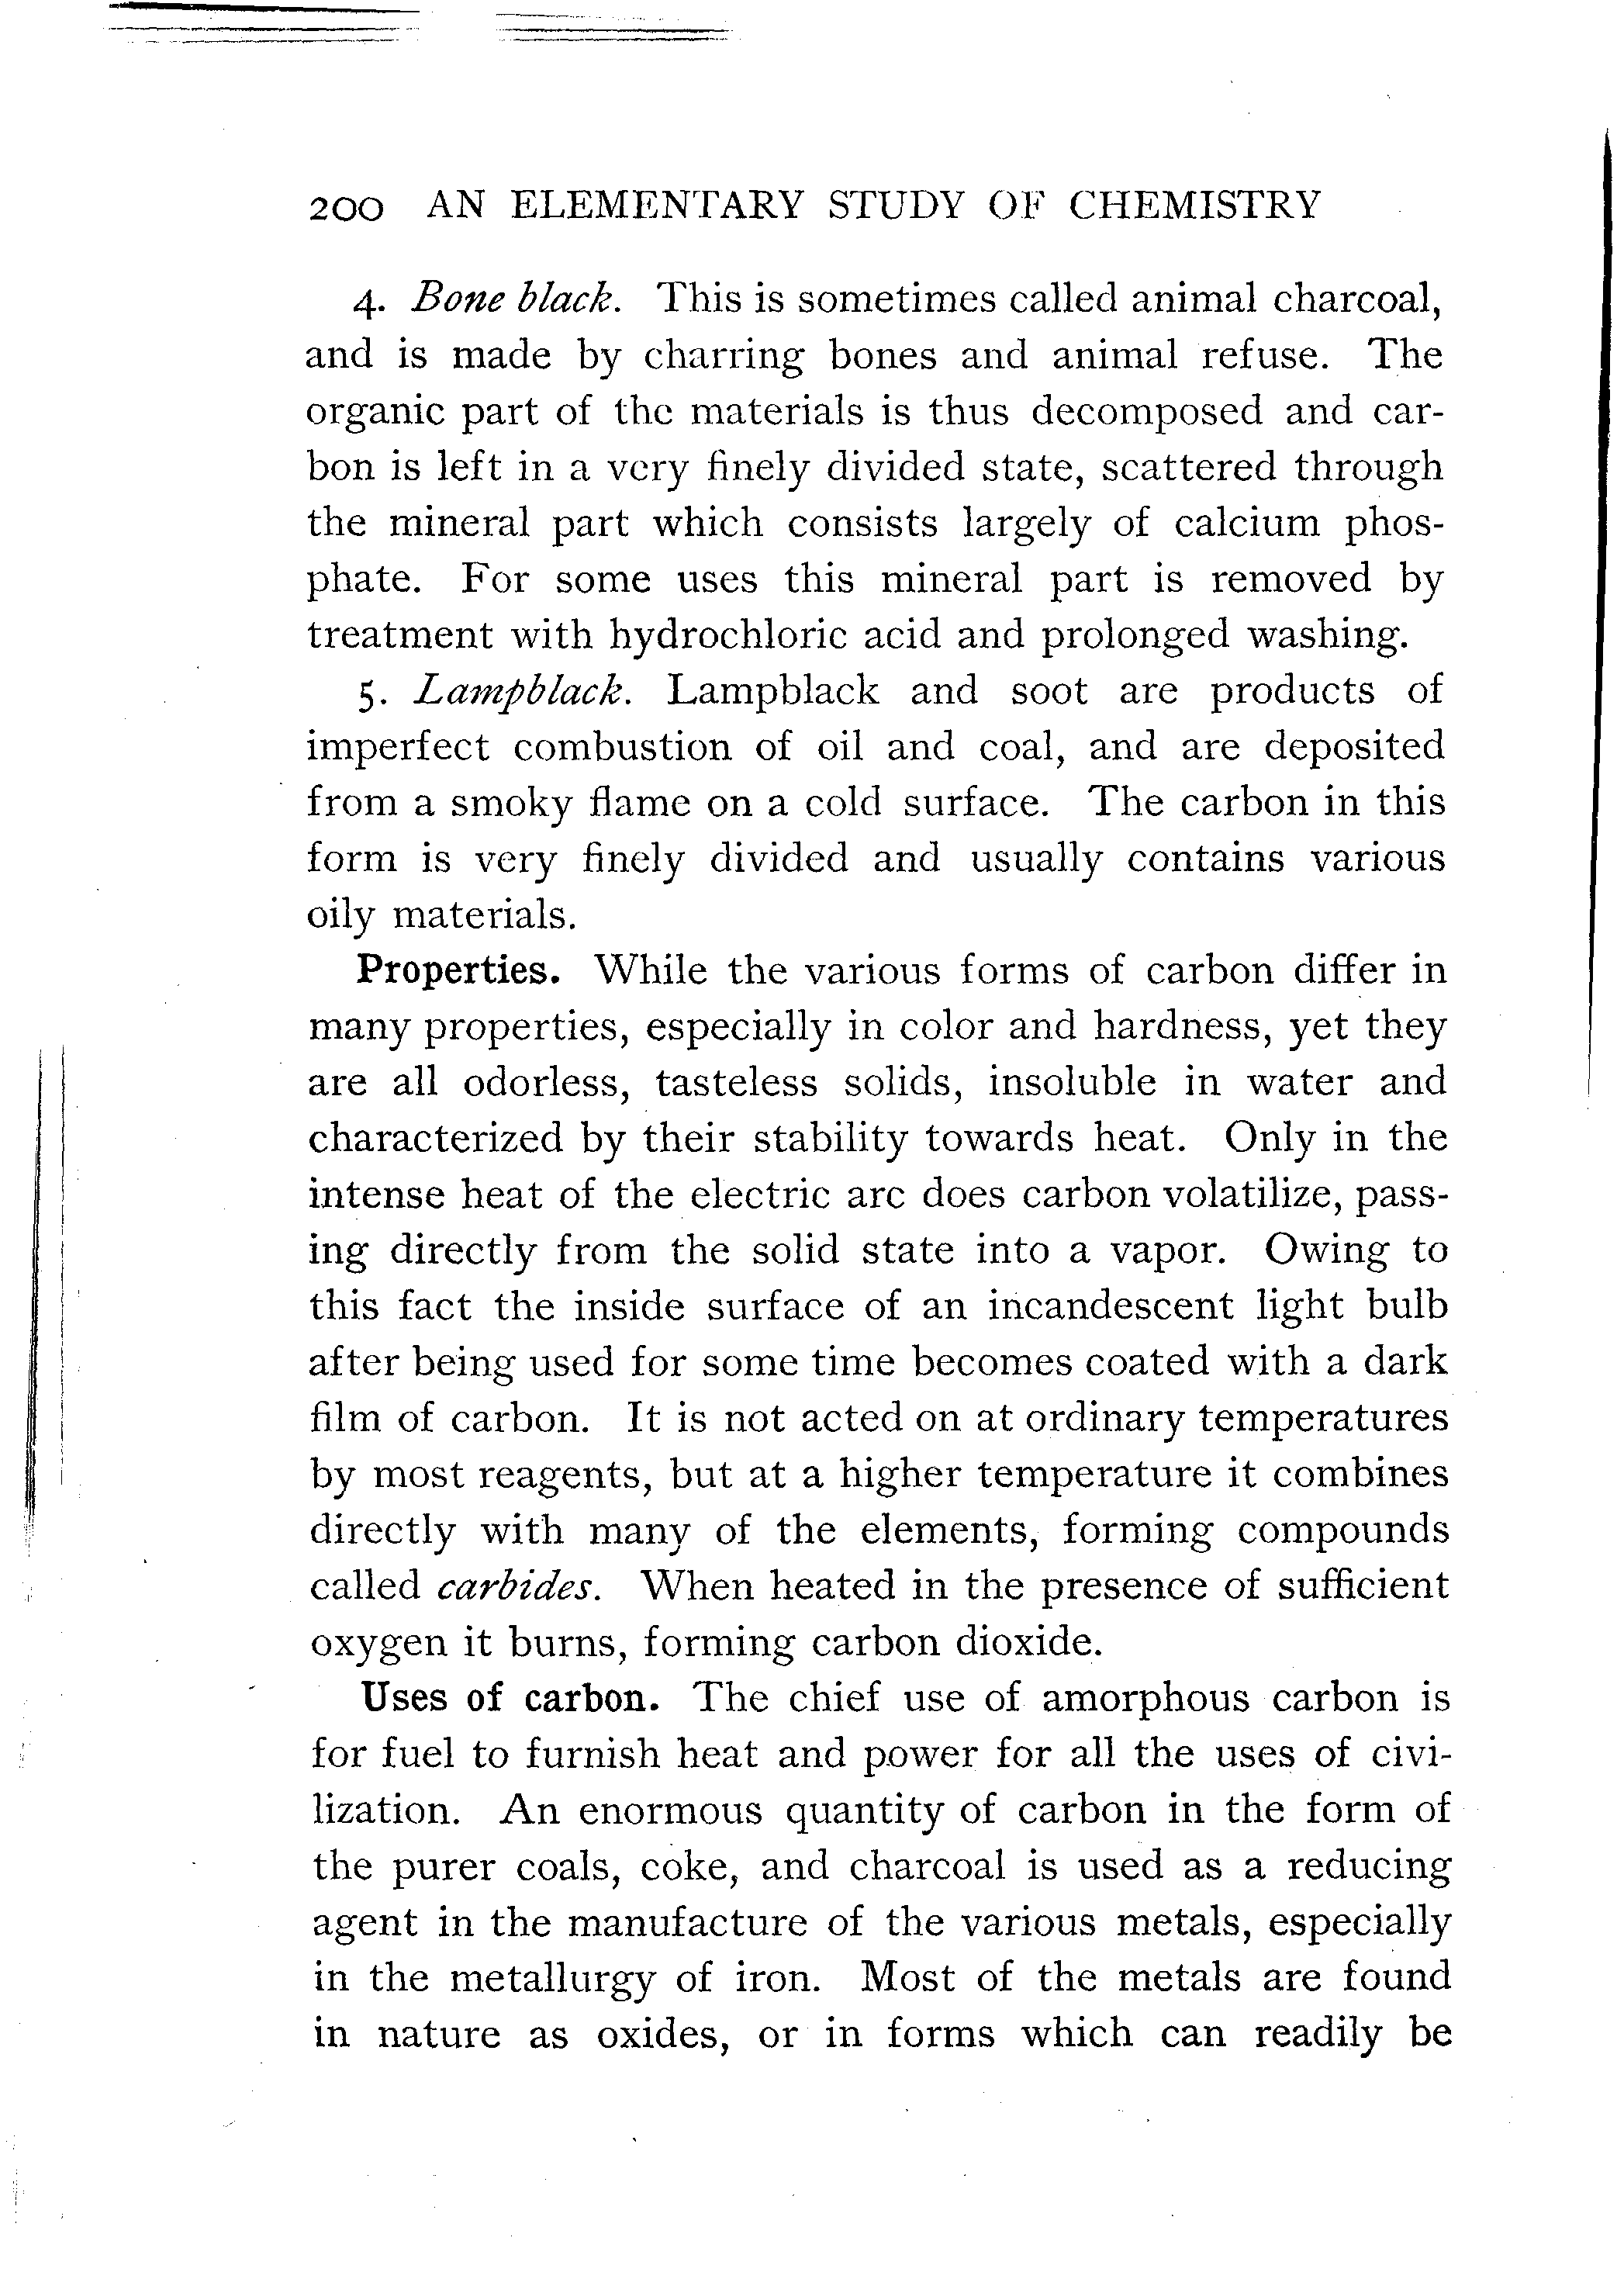 200 AN ELEMENTARY STUDY OF CHEMISTRY
4. Bone black. This is sometimes called animal charcoal,
and is made by charring bones and animal refuse. The
organic part of the materials is thus decomposed and car-
bon is left in a very finely divided state, scattered through
the mineral part which consists largely of calcium phos-
phate. For some uses this mineral part is removed by
treatment with hydrochloric acid and prolonged washing.
5. Lampblack. Lampblack and soot are products of
imperfect combustion of oil and coal, and are deposited
from a smoky flame on a cold surface. The carbon in this
form is very finely divided and usually contains various
oily materials.
Properties. While the various forms of carbon differ in
many properties, especially in color and hardness, yet they
are all odorless, tasteless solids, insoluble in water and
characterized by their stability towards heat. Only in the
intense heat of the electric arc does carbon volatilize, pass-
ing directly from the solid state into a vapor. Owing to
this fact the inside surface of an incandescent light bulb
after being used for some time becomes coated with a dark
film of carbon. It is not acted on at ordinary temperatures
by most reagents, but at a higher temperature it combines
directly with many of the elements, forming compounds
called carbides. When heated in the presence of sufficient
oxygen it burns, forming carbon dioxide.
Uses of carbon. The chief use of amorphous carbon is
for fuel to furnish heat and power for all the uses of civi-
lization. An enormous quantity of carbon in the form of
the purer coals, coke, and charcoal is used as a reducing
agent in the manufacture of the various metals, especially
in the metallurgy of iron. Most of the metals are found
in nature as oxides, or in forms which can readily be